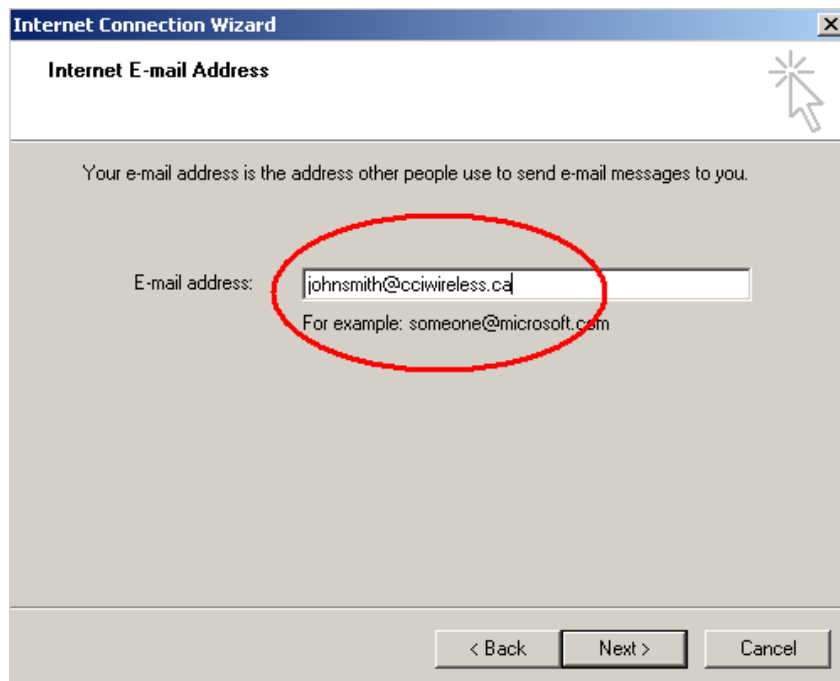 Internet Connection Wizard
Internet E-mail Address
Your e-mail address is the address other people use to send e-mail messages to you.
E-mail address: johnsmith@cciwireless.ca
For example: someone@microsoft.com
< Back Next > Cancel